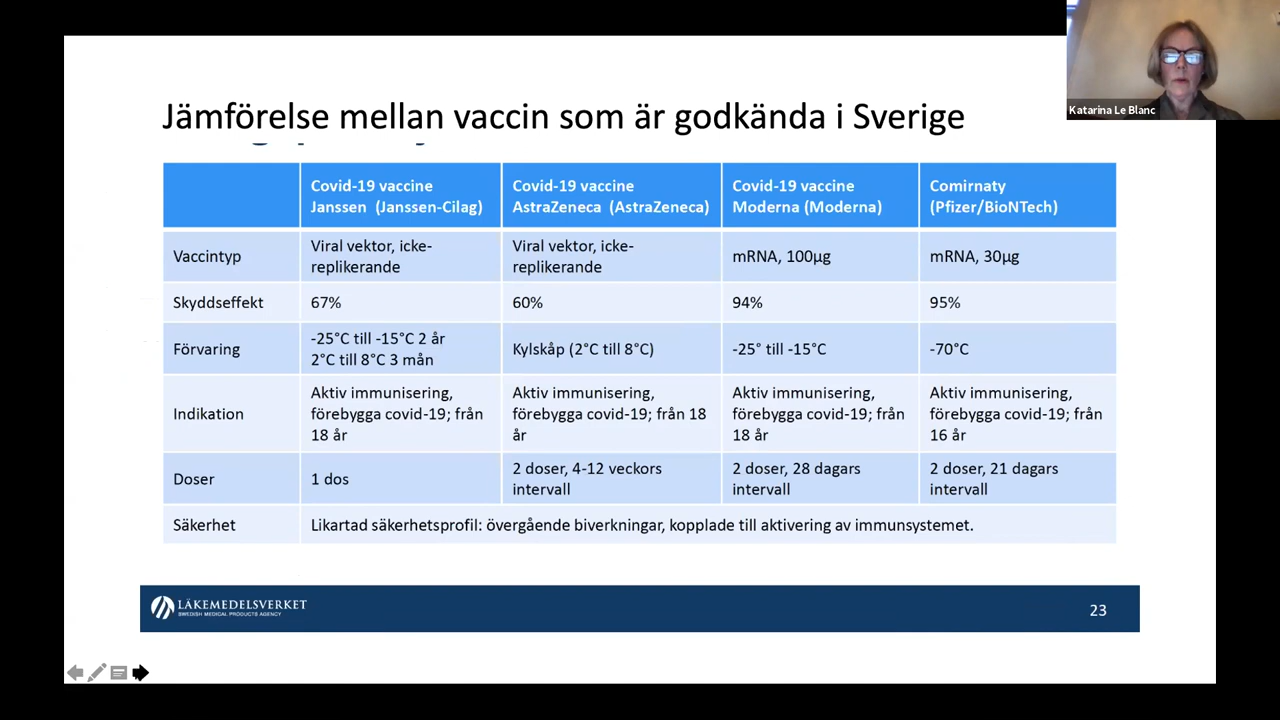 Katarina Le Blanc
Jämförelse mellan vaccin som är godkända i Sverige
Covid-19 vaccine
Janssen (Janssen-Cilag)
Covid-19 vaccine
AstraZeneca (AstraZeneca)
Covid-19 vaccine
Moderna (Moderna)
Comirnaty
(Pfizer/BioNTech)
Vaccintyp
Viral vektor, icke-
replikerande
Viral vektor, icke-
replikerande
mRNA, 100µg
mRNA, 30µg
Skyddseffekt
67%
60%
94%
95%
Förvaring
-25°C till -15°C 2 år
2°C till 8°C 3 mån
Kylskåp (2°C till 8°C)
-25° till -15°C
-70°C
Indikation
Aktiv immunisering,
förebygga covid-19; från
18 år
Aktiv immunisering,
förebygga covid-19; från 18
år
Aktiv immunisering,
förebygga covid-19; från
18 år
Aktiv immunisering,
förebygga covid-19; från
16 år
Doser
1 dos
2 doser, 4-12 veckors
intervall
2 doser, 28 dagars
intervall
2 doser, 21 dagars
intervall
Säkerhet
Likartad säkerhetsprofil: övergående biverkningar, kopplade till aktivering av immunsystemet.
LÄKEMEDELSVERKET
SWEDISH MEDICAL PRODUCTS AGENCY
23